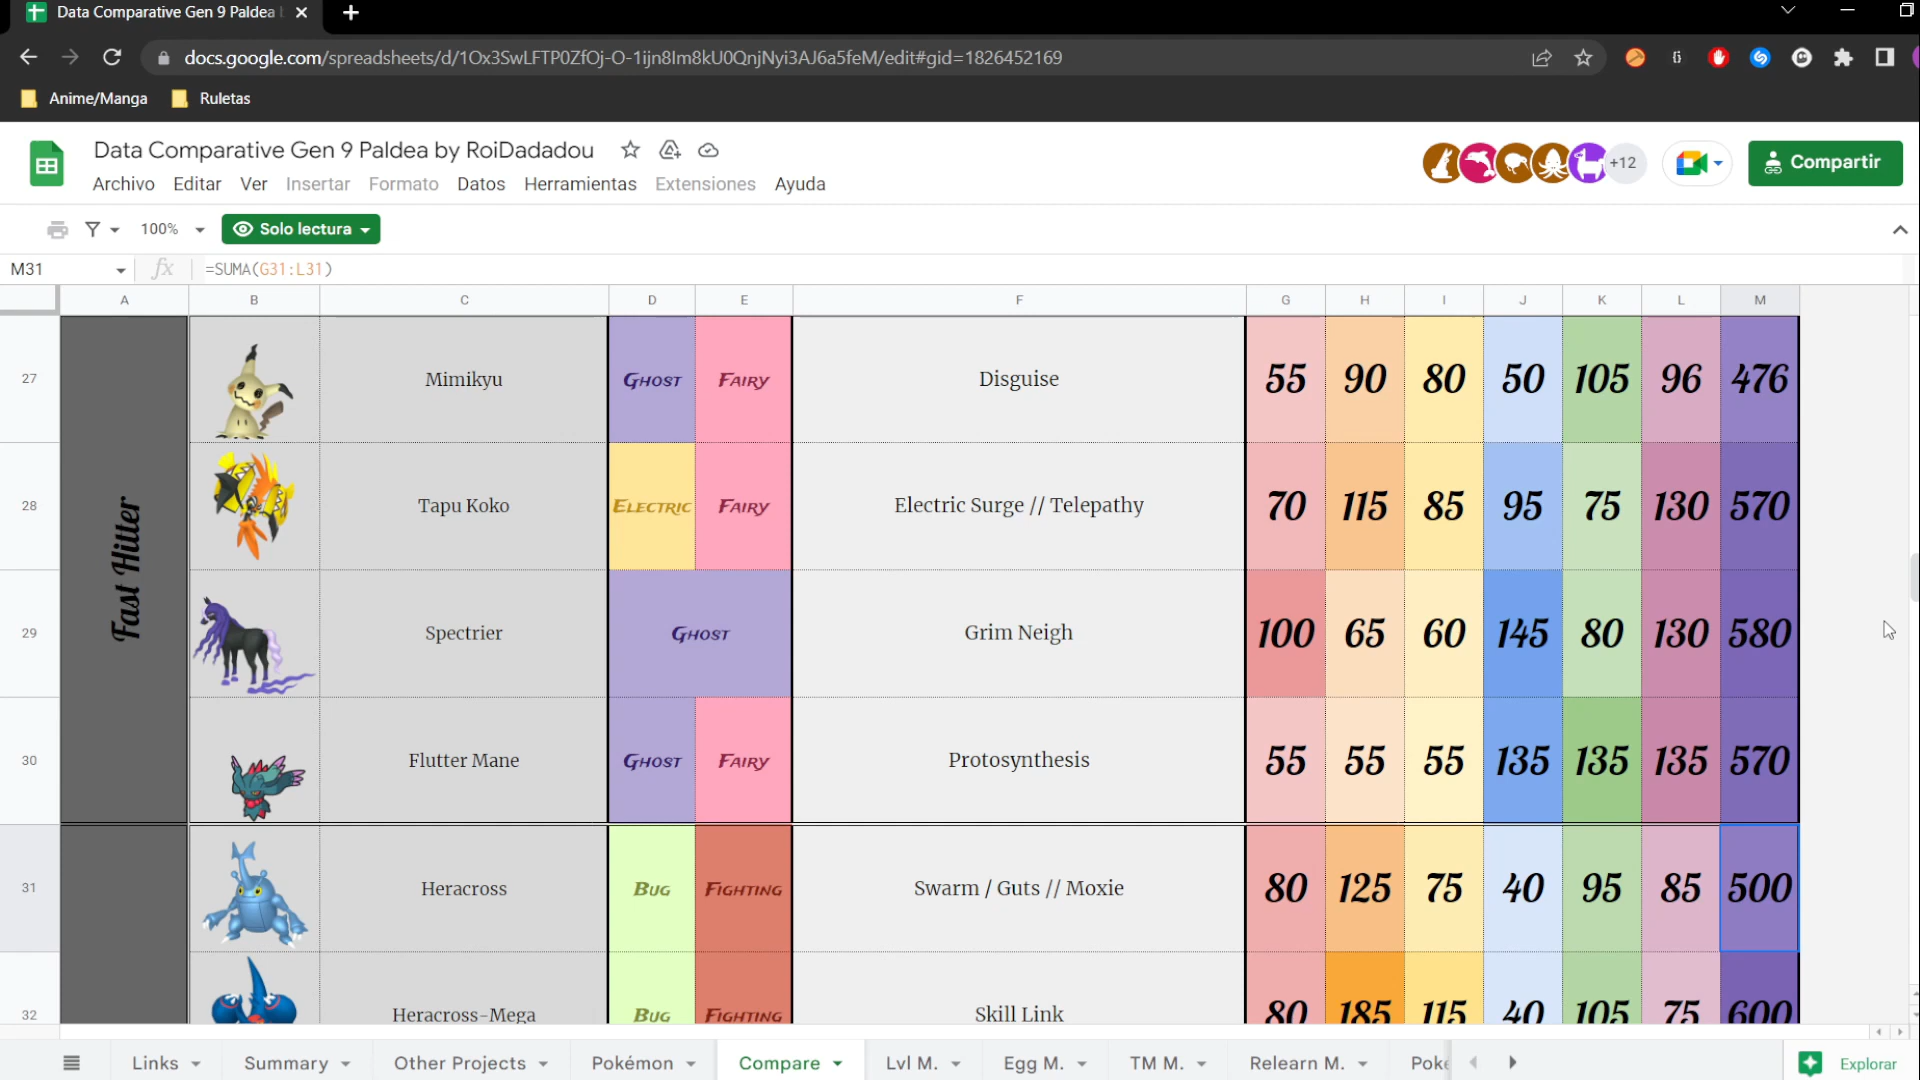 Data Comparative Gen 9 Paldea
docs.google.com/spreadsheets/d/1Ox3SwLFTP0ZfOj-O-1ijn8Im8kU0QnjNyi3AJ6a5feM/edit#gid=1826452169
Anime/Manga Ruletas
Data Comparative Gen 9 Paldea by RoiDadadou
+12 Compartir
Archivo Editar Ver Insertar Formato Datos Herramientas Extensiones Ayuda
100% Solo lectura
M31 fx =SUMA(G31:L31)
A B C D E F G H I J K L M
Fast Hitter
27 Mimikyu Ghost Fairy Disguise 55 90 80 50 105 96 476
28 Tapu Koko Electric Fairy Electric Surge // Telepathy 70 115 85 95 75 130 570
29 Spectrier Ghost Grim Neigh 100 65 60 145 80 130 580
30 Flutter Mane Ghost Fairy Protosynthesis 55 55 55 135 135 135 570
31 Heracross Bug Fighting Swarm / Guts // Moxie 80 125 75 40 95 85 500
32 Heracross-Mega Bug Fighting Skill Link 80 185 115 40 105 75 600
Links Summary Other Projects Pokémon Compare Lvl M. Egg M. TM M. Relearn M. Poke Explorar